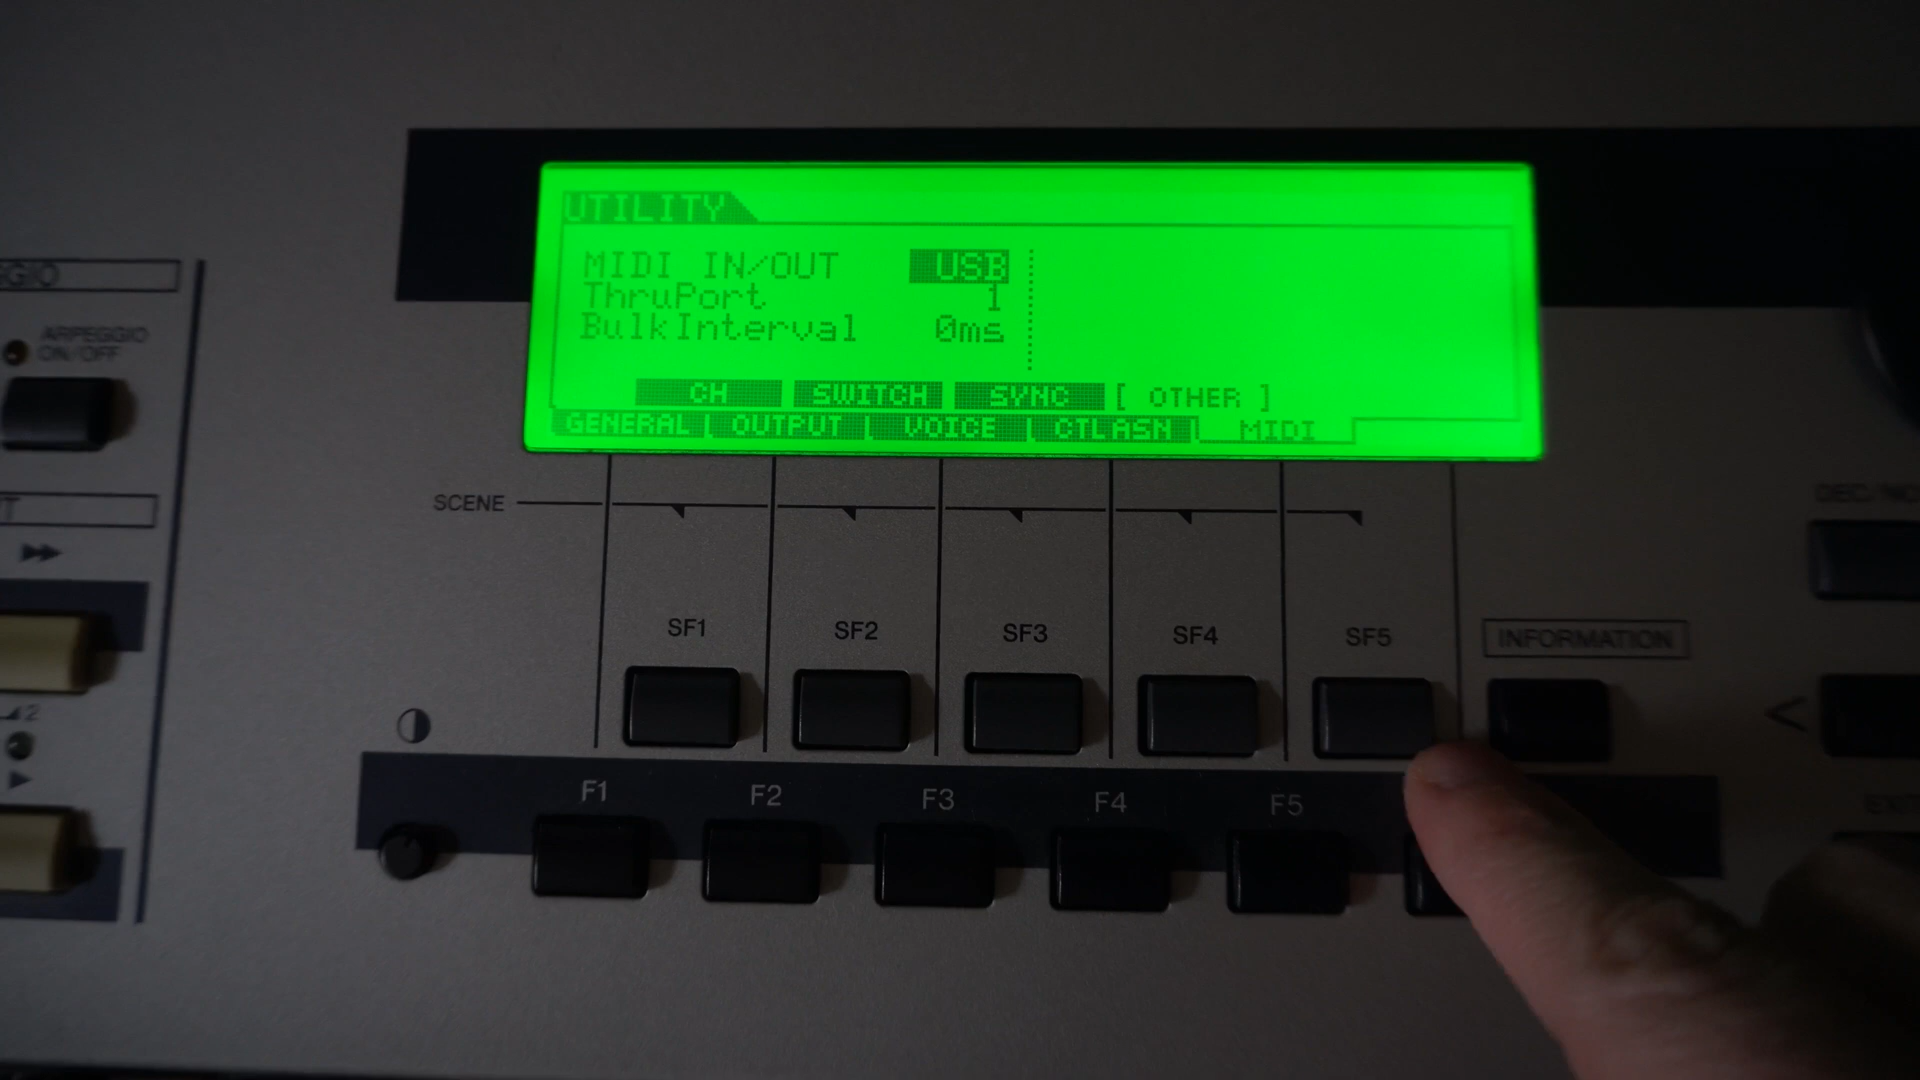 UTILITY
MIDI IN/OUT USB
ThruPort 1
BulkInterval 0ms
CH SWITCH SYNC [ OTHER ]
GENERAL OUTPUT VOICE CTL ASN MIDI
ARPEGGIO
ON/OFF
SCENE
SF1 SF2 SF3 SF4 SF5
INFORMATION
2
<
F1 F2 F3 F4 F5